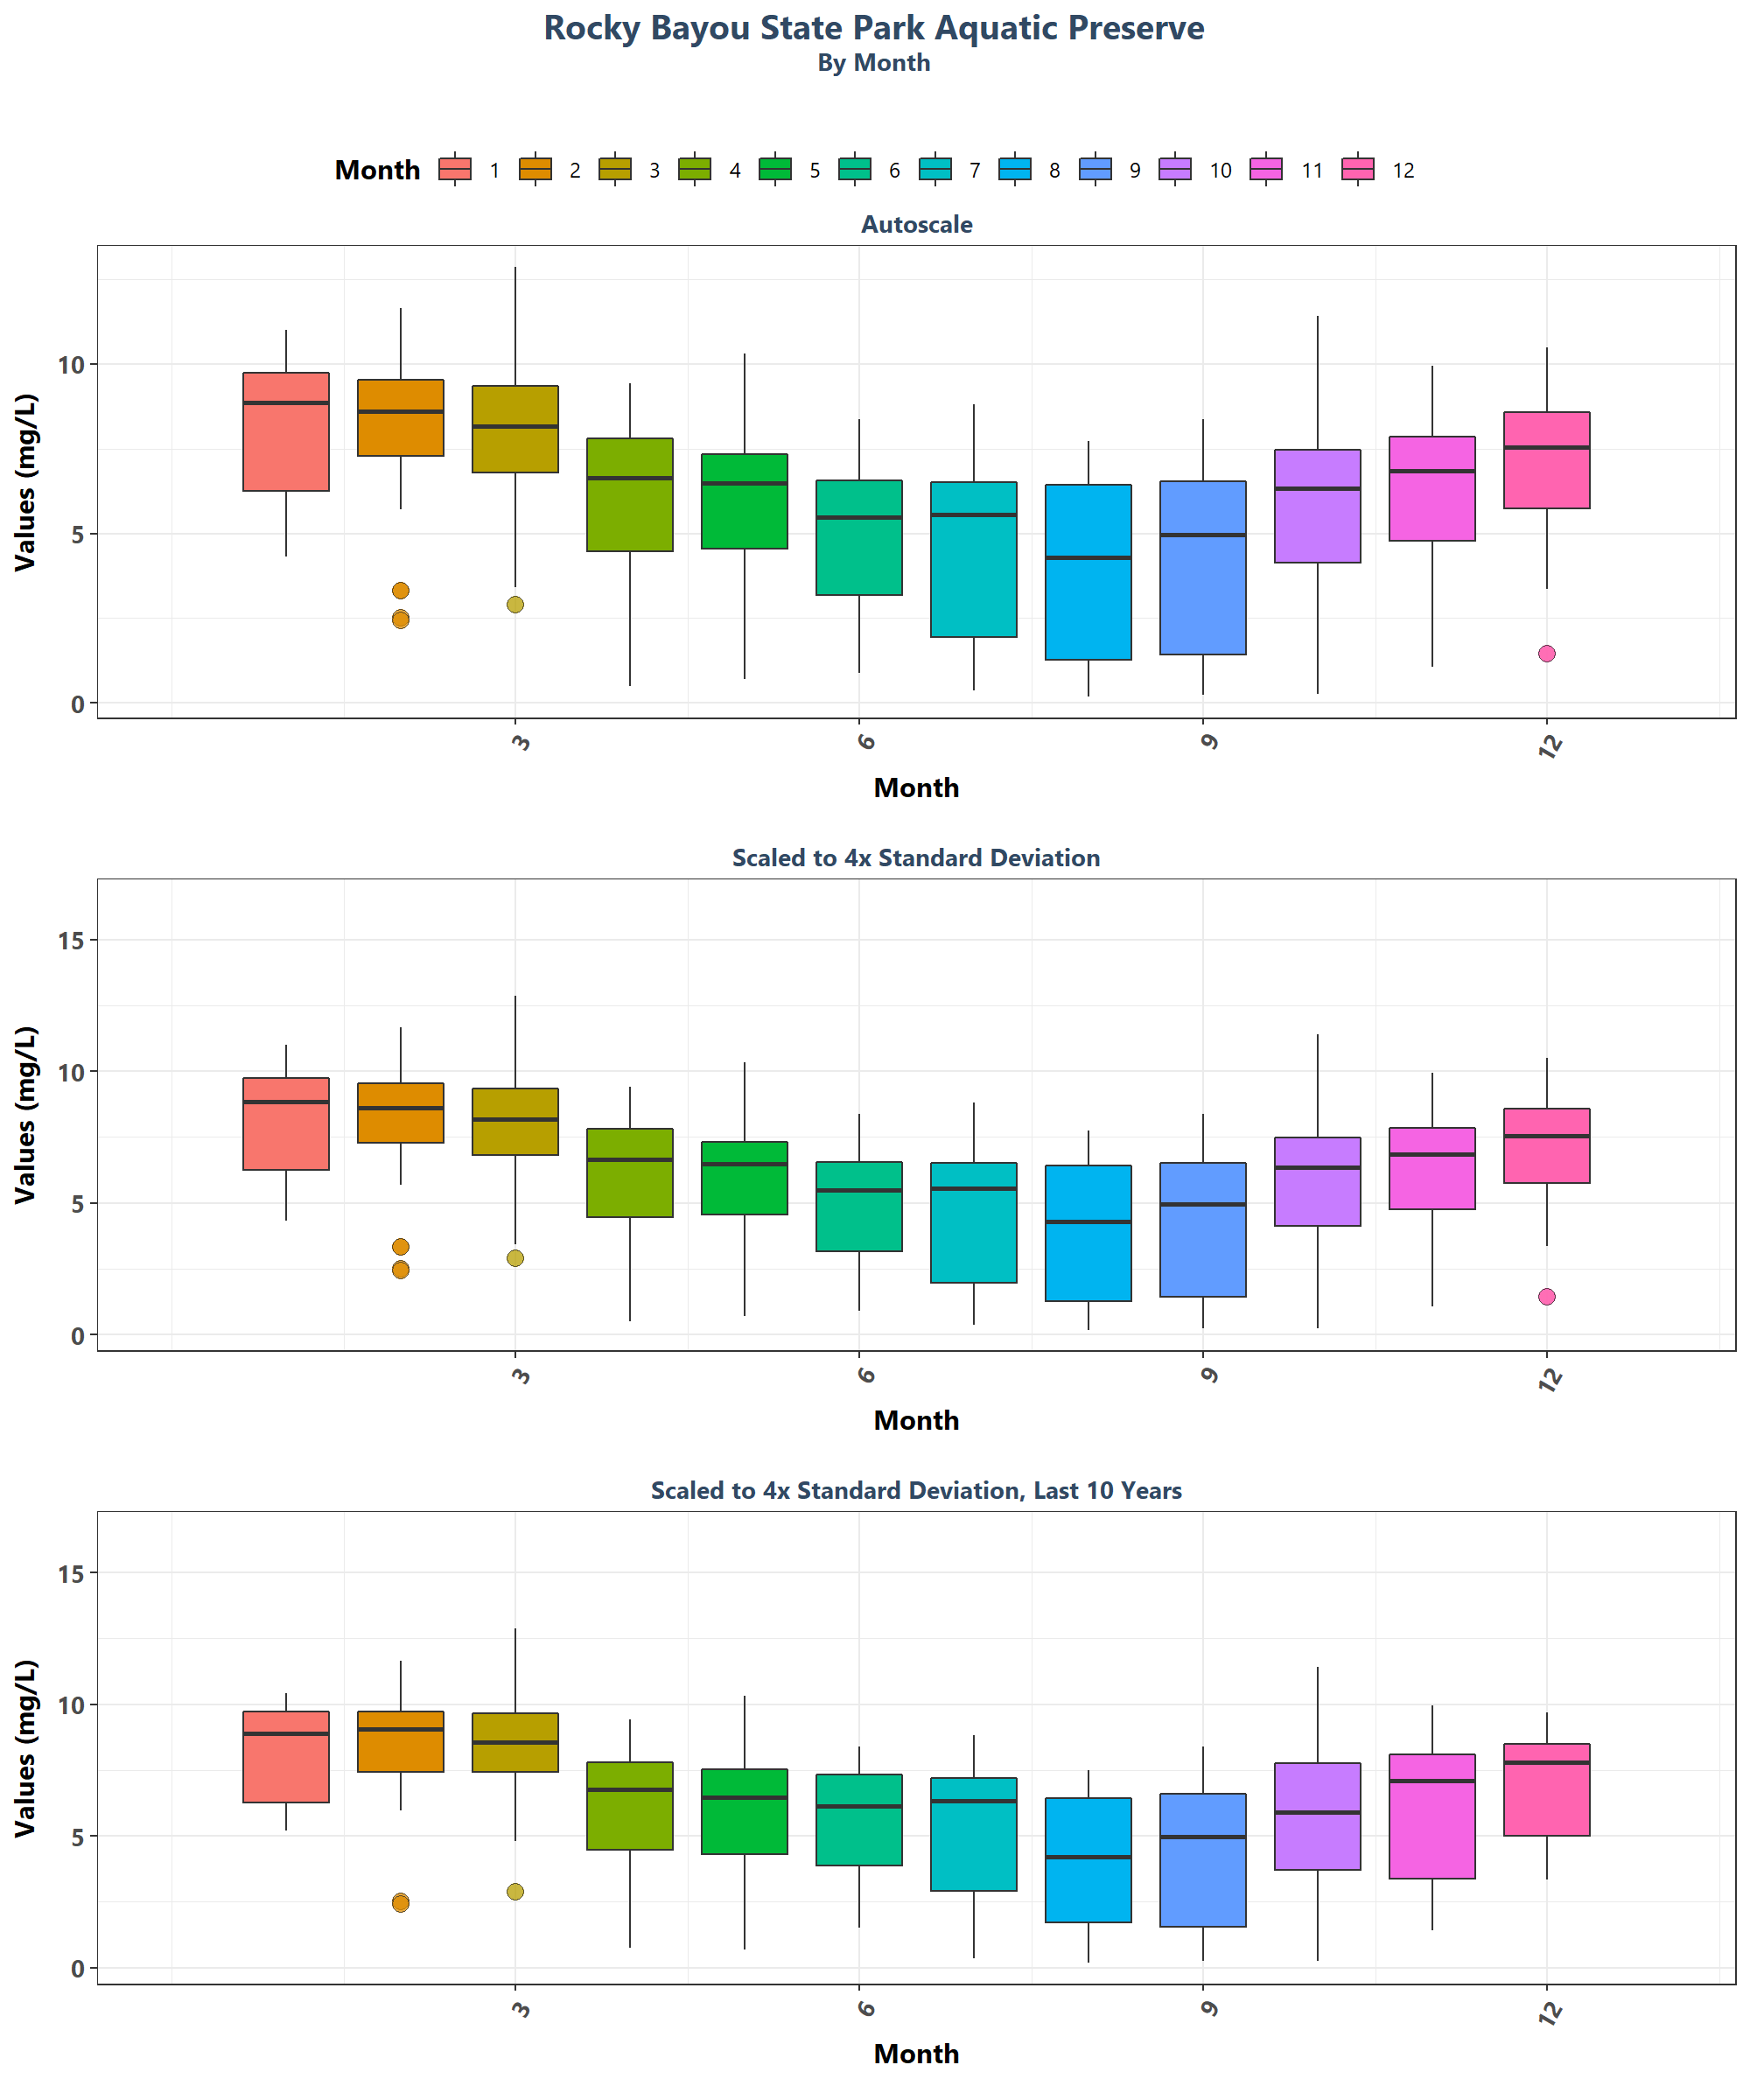 Rocky Bayou State Park Aquatic Preserve
By Month
Month 1 2 3 4 5 6 7 8 9 10 11 12
Autoscale
Values (mg/L)
10
5
0
3 6 9 12
Month
Scaled to 4x Standard Deviation
Values (mg/L)
15
10
5
0
3 6 9 12
Month
Scaled to 4x Standard Deviation, Last 10 Years
Values (mg/L)
15
10
5
0
3 6 9 12
Month